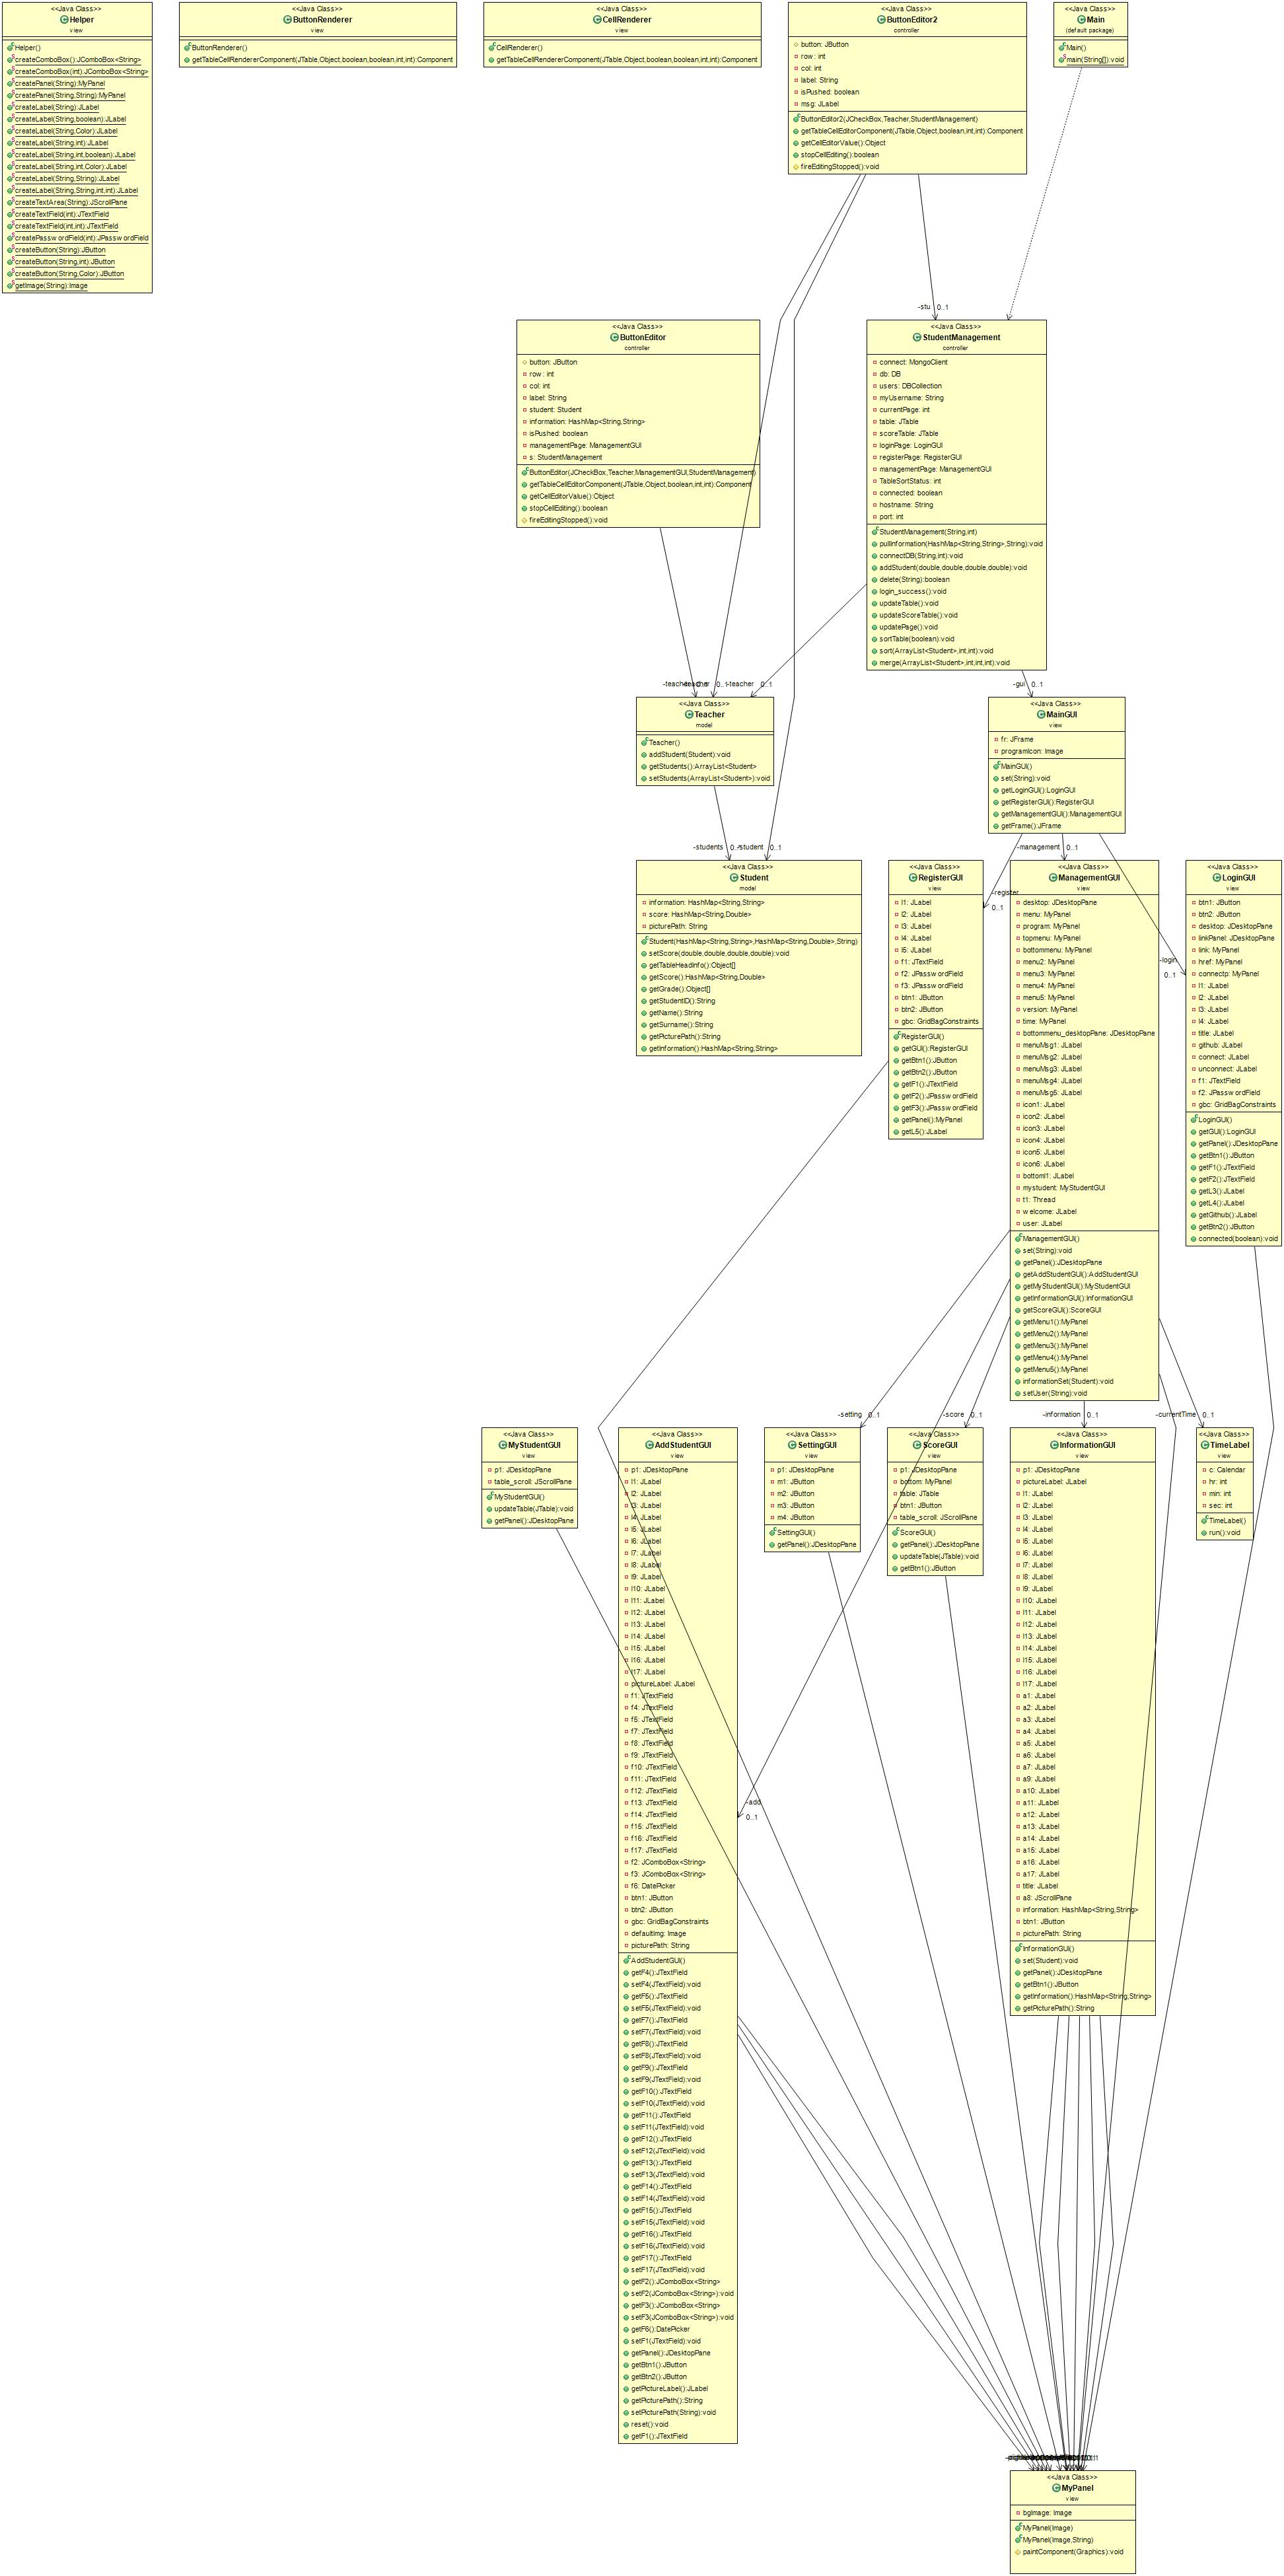 <<Java Class>>
Helper
view
Helper()
createComboBox():JComboBox<String>
createComboBox(int):JComboBox<String>
createPanel(String):MyPanel
createPanel(String,String):MyPanel
createLabel(String):JLabel
createLabel(String,boolean):JLabel
createLabel(String,Color):JLabel
createLabel(String,int):JLabel
createLabel(String,int,boolean):JLabel
createLabel(String,int,Color):JLabel
createLabel(String,String):JLabel
createLabel(String,String,int,int):JLabel
createTextArea(String):JScrollPane
createTextField(int):JTextField
createTextField(int,int):JTextField
createPasswordField(int):JPasswordField
createButton(String):JButton
createButton(String,int):JButton
createButton(String,Color):JButton
getImage(String):Image
<<Java Class>>
ButtonRenderer
view
ButtonRenderer()
getTableCellRendererComponent(JTable,Object,boolean,boolean,int,int):Component
<<Java Class>>
CellRenderer
view
CellRenderer()
getTableCellRendererComponent(JTable,Object,boolean,boolean,int,int):Component
<<Java Class>>
ButtonEditor2
controller
button: JButton
row: int
col: int
label: String
isPushed: boolean
msg: JLabel
ButtonEditor2(JCheckBox,Teacher,StudentManagement)
getTableCellEditorComponent(JTable,Object,boolean,int,int):Component
getCellEditorValue():Object
stopCellEditing():boolean
fireEditingStopped():void
<<Java Class>>
Main
(default package)
Main()
main(String[]):void
-stu 0..1
<<Java Class>>
ButtonEditor
controller
button: JButton
row: int
col: int
label: String
student: Student
information: HashMap<String,String>
isPushed: boolean
managementPage: ManagementGUI
s: StudentManagement
ButtonEditor(JCheckBox,Teacher,ManagementGUI,StudentManagement)
getTableCellEditorComponent(JTable,Object,boolean,int,int):Component
getCellEditorValue():Object
stopCellEditing():boolean
fireEditingStopped():void
<<Java Class>>
StudentManagement
controller
connect: MongoClient
db: DB
users: DBCollection
myUsername: String
currentPage: int
table: JTable
scoreTable: JTable
loginPage: LoginGUI
registerPage: RegisterGUI
managementPage: ManagementGUI
TableSortStatus: int
connected: boolean
hostname: String
port: int
StudentManagement(String,int)
pullInformation(HashMap<String,String>,String):void
connectDB(String,int):void
addStudent(double,double,double,double):void
delete(String):boolean
login_success():void
updateTable():void
updateScoreTable():void
updatePage():void
sortTable(boolean):void
sort(ArrayList<Student>,int,int):void
merge(ArrayList<Student>,int,int,int):void
-teacher 0..1
-teacher 0..1
-gui 0..1
<<Java Class>>
Teacher
model
Teacher()
addStudent(Student):void
getStudents():ArrayList<Student>
setStudents(ArrayList<Student>):void
<<Java Class>>
MainGUI
view
fr: JFrame
programIcon: Image
MainGUI()
set(String):void
getLoginGUI():LoginGUI
getRegisterGUI():RegisterGUI
getManagementGUI():ManagementGUI
getFrame():JFrame
-students 0..*
-student 0..1
-management 0..1
-register
0..1
-login
0..1
<<Java Class>>
Student
model
information: HashMap<String,String>
score: HashMap<String,Double>
picturePath: String
Student(HashMap<String,String>,HashMap<String,Double>,String)
setScore(double,double,double,double):void
getTableHeadInfo():Object[]
getScore():HashMap<String,Double>
getGrade():Object[]
getStudentID():String
getName():String
getSurname():String
getPicturePath():String
getInformation():HashMap<String,String>
<<Java Class>>
RegisterGUI
view
l1: JLabel
l2: JLabel
l3: JLabel
l4: JLabel
l5: JLabel
f1: JTextField
f2: JPasswordField
f3: JPasswordField
btn1: JButton
btn2: JButton
gbc: GridBagConstraints
RegisterGUI()
getGUI():RegisterGUI
getBtn1():JButton
getBtn2():JButton
getF1():JTextField
getF2():JPasswordField
getF3():JPasswordField
getPanel():MyPanel
getL5():JLabel
<<Java Class>>
ManagementGUI
view
desktop: JDesktopPane
menu: MyPanel
program: MyPanel
topmenu: MyPanel
bottommenu: MyPanel
menu2: MyPanel
menu3: MyPanel
menu4: MyPanel
menu5: MyPanel
version: MyPanel
time: MyPanel
bottommenu_desktopPane: JDesktopPane
menuMsg1: JLabel
menuMsg2: JLabel
menuMsg3: JLabel
menuMsg4: JLabel
menuMsg5: JLabel
icon1: JLabel
icon2: JLabel
icon3: JLabel
icon4: JLabel
icon5: JLabel
icon6: JLabel
bottoml1: JLabel
mystudent: MyStudentGUI
t1: Thread
welcome: JLabel
user: JLabel
ManagementGUI()
set(String):void
getPanel():JDesktopPane
getAddStudentGUI():AddStudentGUI
getMyStudentGUI():MyStudentGUI
getInformationGUI():InformationGUI
getScoreGUI():ScoreGUI
getMenu1():MyPanel
getMenu2():MyPanel
getMenu3():MyPanel
getMenu4():MyPanel
getMenu5():MyPanel
informationSet(Student):void
setUser(String):void
<<Java Class>>
LoginGUI
view
btn1: JButton
btn2: JButton
desktop: JDesktopPane
linkPanel: JDesktopPane
link: MyPanel
href: MyPanel
connectp: MyPanel
l1: JLabel
l2: JLabel
l3: JLabel
l4: JLabel
title: JLabel
github: JLabel
connect: JLabel
unconnect: JLabel
f1: JTextField
f2: JPasswordField
gbc: GridBagConstraints
LoginGUI()
getGUI():LoginGUI
getPanel():JDesktopPane
getBtn1():JButton
getF1():JTextField
getF2():JTextField
getL3():JLabel
getL4():JLabel
getGithub():JLabel
getBtn2():JButton
connected(boolean):void
-setting 0..1
-score 0..1
-information 0..1
-currentTime 0..1
<<Java Class>>
MyStudentGUI
view
p1: JDesktopPane
table_scroll: JScrollPane
MyStudentGUI()
updateTable(JTable):void
getPanel():JDesktopPane
<<Java Class>>
AddStudentGUI
view
p1: JDesktopPane
l1: JLabel
l2: JLabel
l3: JLabel
l4: JLabel
l5: JLabel
l6: JLabel
l7: JLabel
l8: JLabel
l9: JLabel
l10: JLabel
l11: JLabel
l12: JLabel
l13: JLabel
l14: JLabel
l15: JLabel
l16: JLabel
l17: JLabel
pictureLabel: JLabel
f1: JTextField
f4: JTextField
f5: JTextField
f7: JTextField
f8: JTextField
f9: JTextField
f10: JTextField
f11: JTextField
f12: JTextField
f13: JTextField
f14: JTextField
f15: JTextField
f16: JTextField
f17: JTextField
f2: JComboBox<String>
f3: JComboBox<String>
f6: DatePicker
btn1: JButton
btn2: JButton
gbc: GridBagConstraints
defaultImg: Image
picturePath: String
AddStudentGUI()
getF4():JTextField
setF4(JTextField):void
getF5():JTextField
setF5(JTextField):void
getF7():JTextField
setF7(JTextField):void
getF8():JTextField
setF8(JTextField):void
getF9():JTextField
setF9(JTextField):void
getF10():JTextField
setF10(JTextField):void
getF11():JTextField
setF11(JTextField):void
getF12():JTextField
setF12(JTextField):void
getF13():JTextField
setF13(JTextField):void
getF14():JTextField
setF14(JTextField):void
getF15():JTextField
setF15(JTextField):void
getF16():JTextField
setF16(JTextField):void
getF17():JTextField
setF17(JTextField):void
getF2():JComboBox<String>
setF2(JComboBox<String>):void
getF3():JComboBox<String>
setF3(JComboBox<String>):void
getF6():DatePicker
setF1(JTextField):void
getPanel():JDesktopPane
getBtn1():JButton
getBtn2():JButton
getPictureLabel():JLabel
getPicturePath():String
setPicturePath(String):void
reset():void
getF1():JTextField
-add
0..1
<<Java Class>>
SettingGUI
view
p1: JDesktopPane
m1: JButton
m2: JButton
m3: JButton
m4: JButton
SettingGUI()
getPanel():JDesktopPane
<<Java Class>>
ScoreGUI
view
p1: JDesktopPane
bottom: MyPanel
table: JTable
btn1: JButton
table_scroll: JScrollPane
ScoreGUI()
getPanel():JDesktopPane
updateTable(JTable):void
getBtn1():JButton
<<Java Class>>
InformationGUI
view
p1: JDesktopPane
pictureLabel: JLabel
l1: JLabel
l2: JLabel
l3: JLabel
l4: JLabel
l5: JLabel
l6: JLabel
l7: JLabel
l8: JLabel
l9: JLabel
l10: JLabel
l11: JLabel
l12: JLabel
l13: JLabel
l14: JLabel
l15: JLabel
l16: JLabel
l17: JLabel
a1: JLabel
a2: JLabel
a3: JLabel
a4: JLabel
a5: JLabel
a6: JLabel
a7: JLabel
a9: JLabel
a10: JLabel
a11: JLabel
a12: JLabel
a13: JLabel
a14: JLabel
a15: JLabel
a16: JLabel
a17: JLabel
title: JLabel
a8: JScrollPane
information: HashMap<String,String>
btn1: JButton
picturePath: String
InformationGUI()
set(Student):void
getPanel():JDesktopPane
getBtn1():JButton
getInformation():HashMap<String,String>
getPicturePath():String
<<Java Class>>
TimeLabel
view
c: Calendar
hr: int
min: int
sec: int
TimeLabel()
run():void
<<Java Class>>
MyPanel
view
bgImage: Image
MyPanel(Image)
MyPanel(Image,String)
paintComponent(Graphics):void